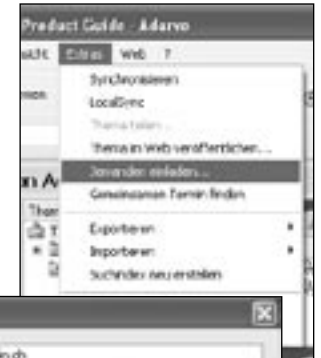 Product Guide - Adarvo
Extras Web ?
Synchronisieren
LocalSync
Thema teilen...
Thema im Web veröffentlichen...
Jemanden einladen...
Gemeinsamen Termin finden
Exportieren
Importieren
Suchindex neu erstellen